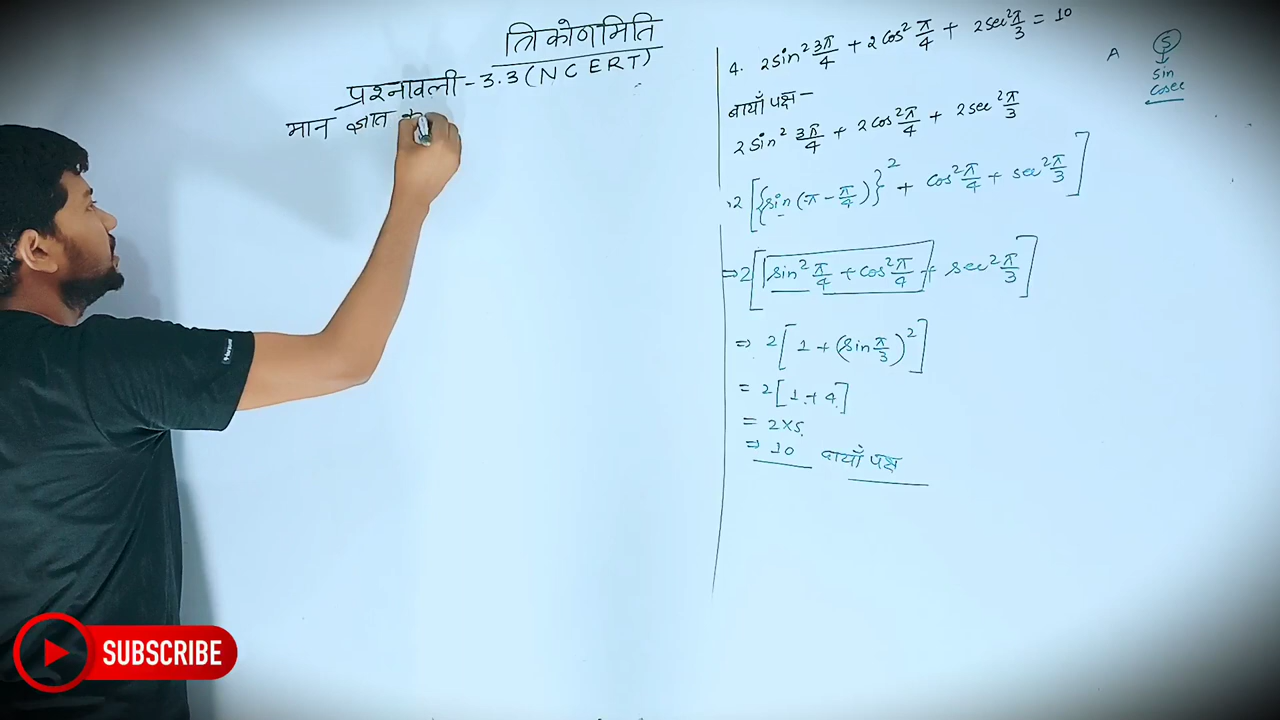 त्रिकोणमिति
प्रश्नावली - 3.3 (NCERT)
मान ज्ञात
4. 2sin² 3π/4 + 2cos² π/4 + 2sec² π/3 = 10
बायाँ पक्ष –
2sin² 3π/4 + 2cos² π/4 + 2sec² π/3
2[{sin(π - π/4)}² + cos² π/4 + sec² π/3]
⇒ 2[sin² π/4 + cos² π/4 + sec² π/3]
⇒ 2[1 + (sin π/3)²]
= 2[1 + 4]
= 2×5
⇒ 10 बायाँ पक्ष
A
S
sin
cosec
SUBSCRIBE